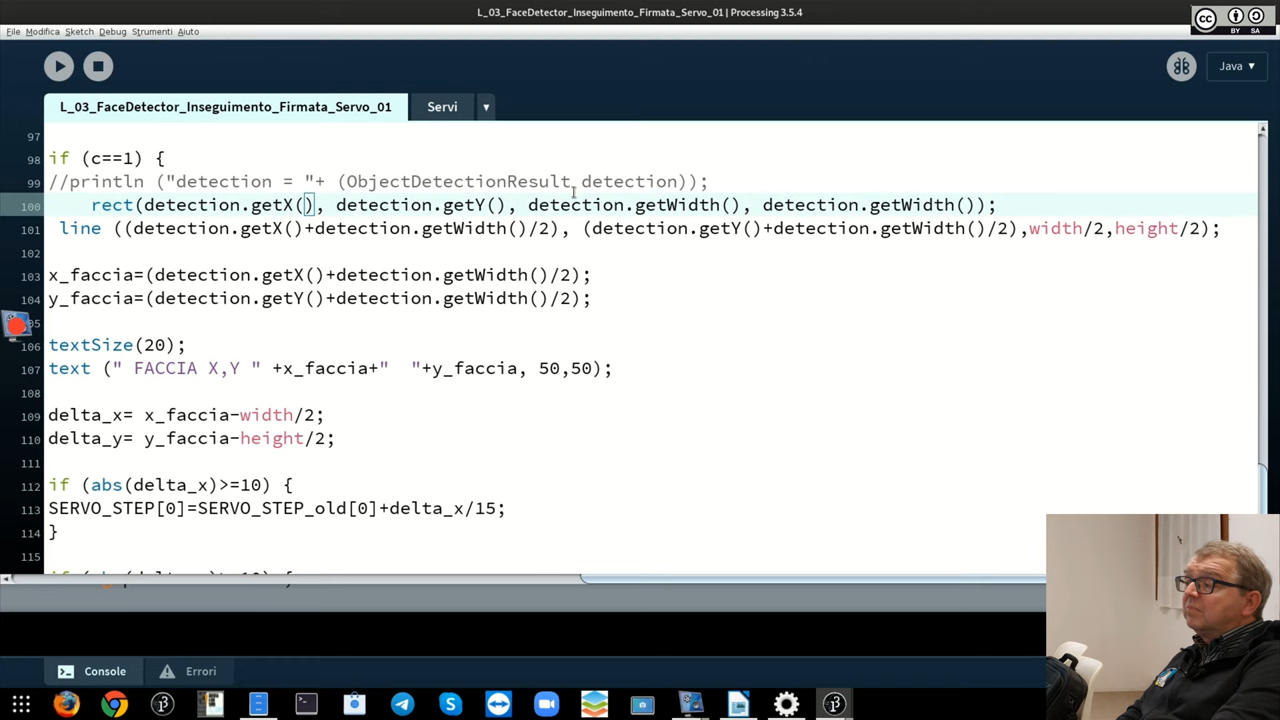 L_03_FaceDetector_Inseguimento_Firmata_Servo_01 | Processing 3.5.4
CC BY SA
File Modifica Sketch Debug Strumenti Aiuto
Java ▼
L_03_FaceDetector_Inseguimento_Firmata_Servo_01 Servi ▼
97
98 if (c==1) {
99 //println ("detection = "+ (ObjectDetectionResult detection));
100 rect(detection.getX(), detection.getY(), detection.getWidth(), detection.getWidth());
101 line ((detection.getX()+detection.getWidth()/2), (detection.getY()+detection.getWidth()/2),width/2,height/2);
102
103 x_faccia=(detection.getX()+detection.getWidth()/2);
104 y_faccia=(detection.getY()+detection.getWidth()/2);
105
106 textSize(20);
107 text (" FACCIA X,Y " +x_faccia+"  "+y_faccia, 50,50);
108
109 delta_x= x_faccia-width/2;
110 delta_y= y_faccia-height/2;
111
112 if (abs(delta_x)>=10) {
113 SERVO_STEP[0]=SERVO_STEP_old[0]+delta_x/15;
114 }
115
Console Errori